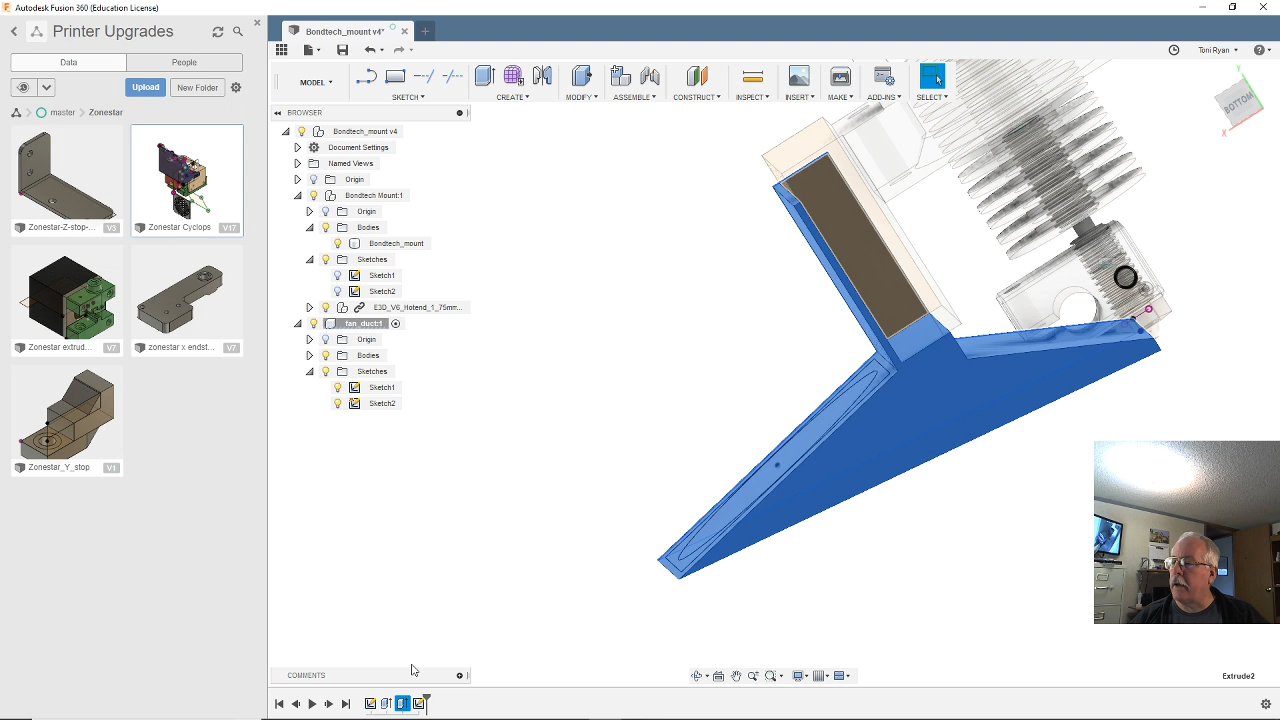 Autodesk Fusion 360 (Education License)
Printer Upgrades
Data
People
Upload
New Folder
master
Zonestar
Zonestar-Z-stop-...
V3
Zonestar Cyclops
V17
Zonestar extrud...
V7
zonestar x endst...
V7
Zonestar_Y_stop
V1
Bondtech_mount v4*
Toni Ryan
MODEL
SKETCH
CREATE
MODIFY
ASSEMBLE
CONSTRUCT
INSPECT
INSERT
MAKE
ADD-INS
SELECT
BROWSER
Bondtech_mount v4
Document Settings
Named Views
Origin
Bondtech Mount:1
Origin
Bodies
Bondtech_mount
Sketches
Sketch1
Sketch2
E3D_V6_Hotend_1_75mm...
fan_duct:1
Origin
Bodies
Sketches
Sketch1
Sketch2
Y
BOTTOM
X
COMMENTS
Extrude2